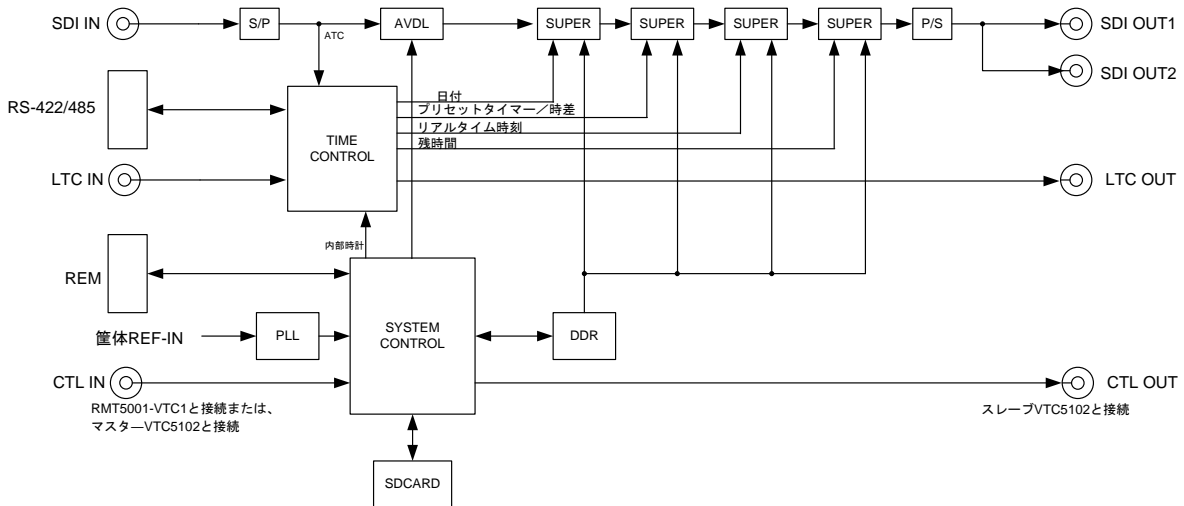 SDI IN
S/P
AVDL
SUPER
SUPER
SUPER
SUPER
P/S
SDI OUT1
ATC
SDI OUT2
RS-422/485
日付
プリセットタイマー／時差
リアルタイム時刻
残時間
TIME
CONTROL
LTC IN
LTC OUT
内部時計
REM
SYSTEM
CONTROL
筐体REF-IN
PLL
DDR
CTL IN
CTL OUT
RMT5001-VTC1と接続または、
マスタ―VTC5102と接続
スレーブVTC5102と接続
SDCARD